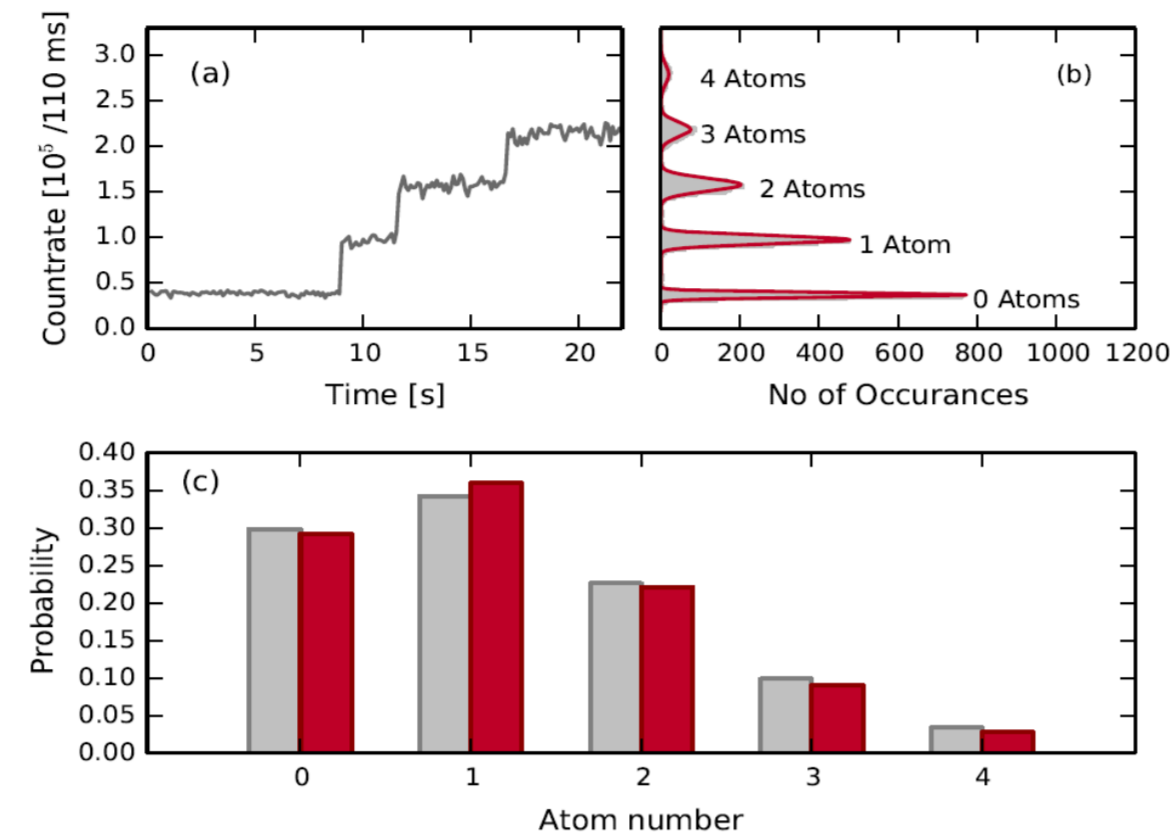 (a)
Countrate [10⁵ /110 ms]
3.0
2.5
2.0
1.5
1.0
0.5
0.0
0 5 10 15 20
Time [s]
(b)
4 Atoms
3 Atoms
2 Atoms
1 Atom
0 Atoms
0 200 400 600 800 1000 1200
No of Occurances
(c)
Probability
0.40
0.35
0.30
0.25
0.20
0.15
0.10
0.05
0.00
0 1 2 3 4
Atom number